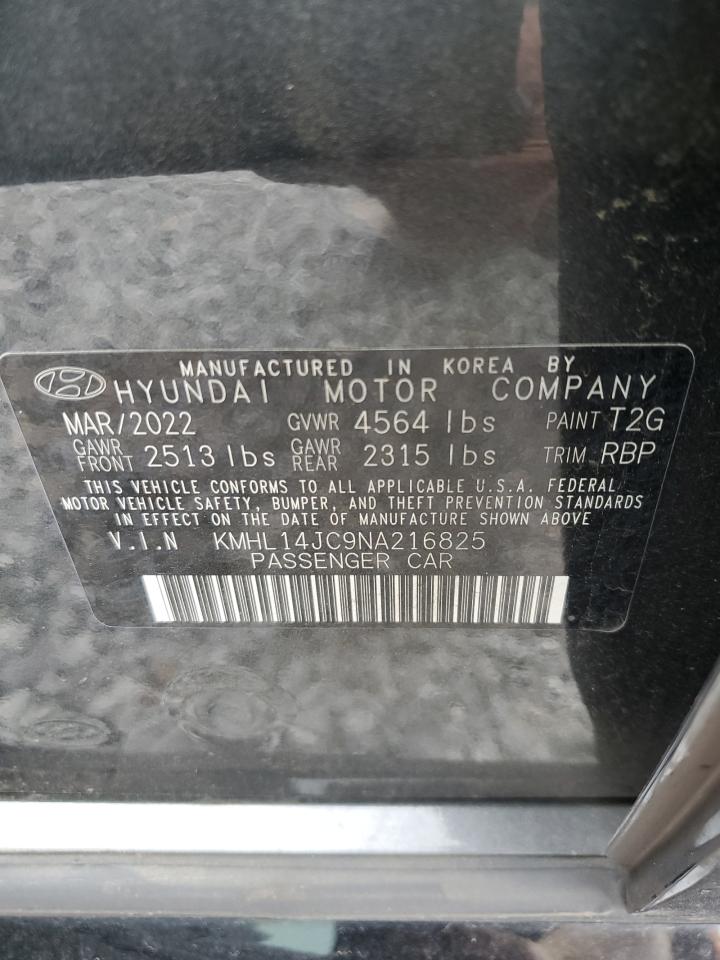 MANUFACTURED IN KOREA BY
HYUNDAI MOTOR COMPANY
MAR/2022 GVWR 4564 lbs PAINT T2G
GAWR FRONT 2513 lbs GAWR REAR 2315 lbs TRIM RBP
THIS VEHICLE CONFORMS TO ALL APPLICABLE U.S.A. FEDERAL
MOTOR VEHICLE SAFETY, BUMPER, AND THEFT PREVENTION STANDARDS
IN EFFECT ON THE DATE OF MANUFACTURE SHOWN ABOVE
V.I.N KMHL14JC9NA216825
PASSENGER CAR